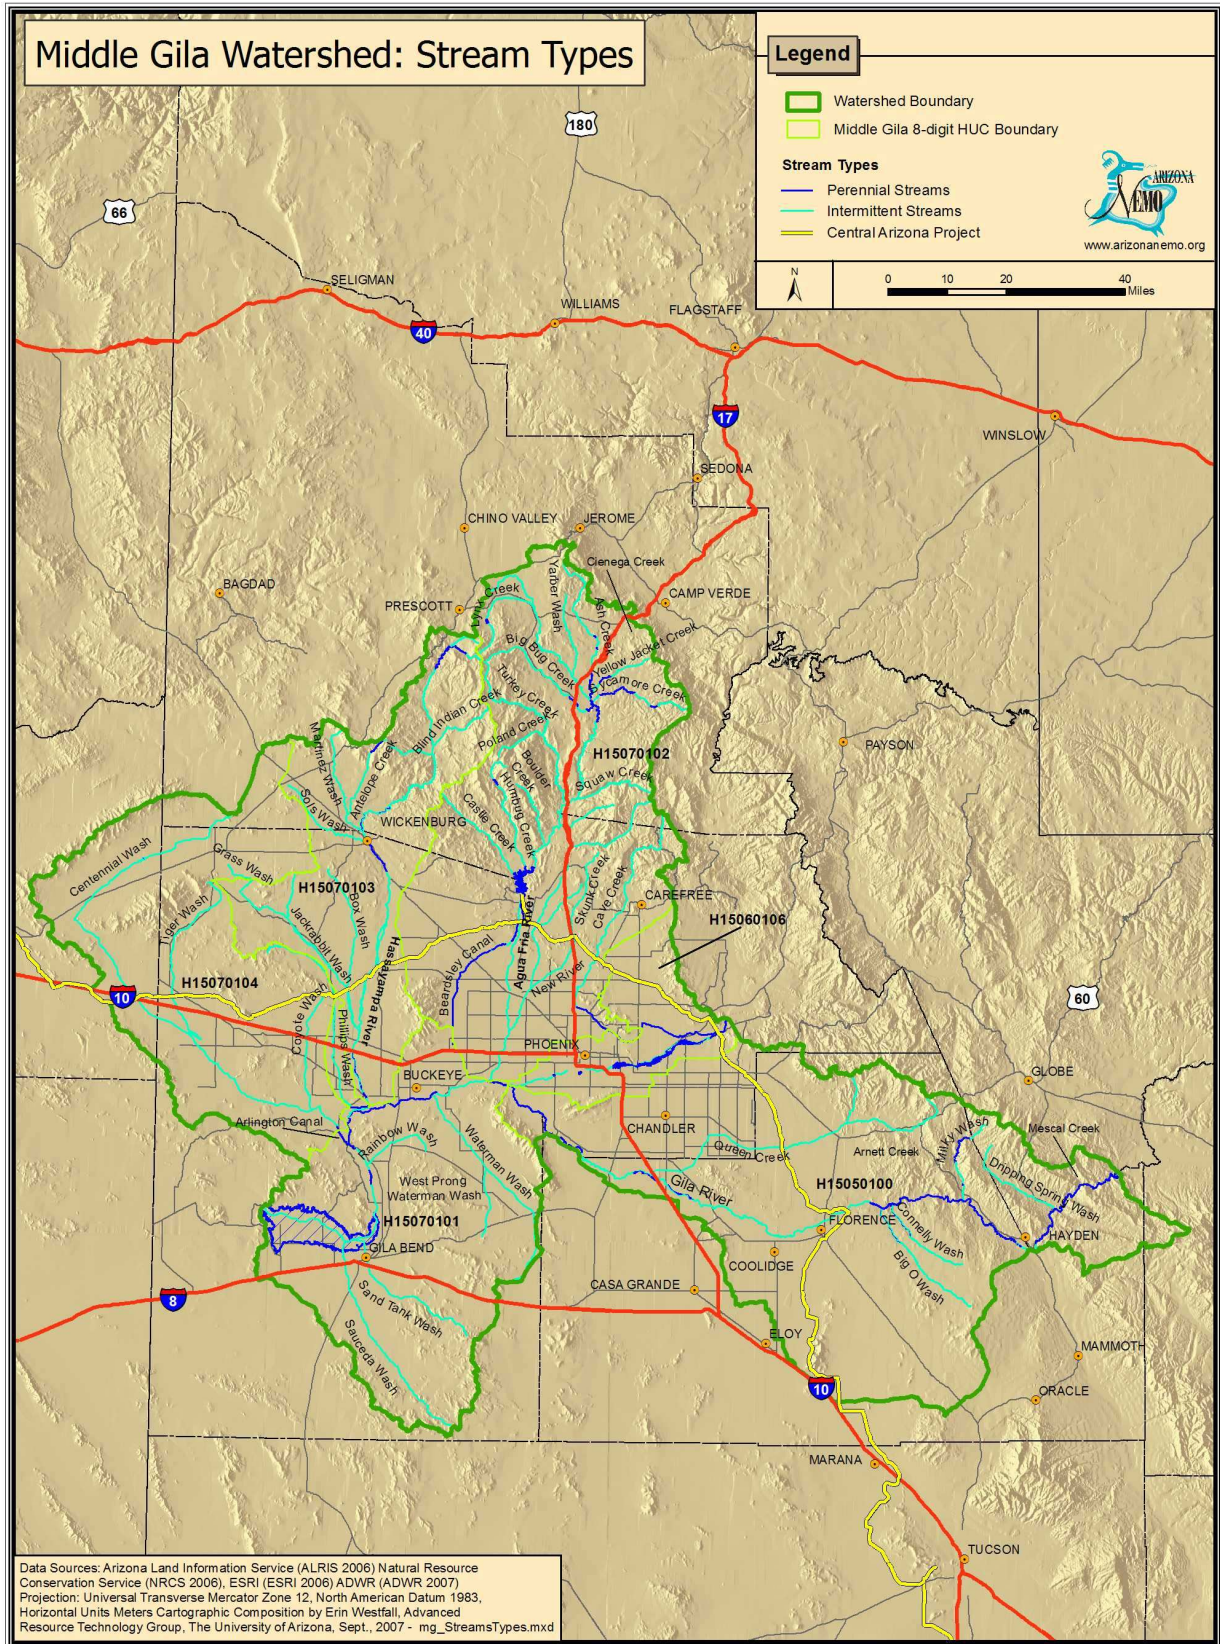 Middle Gila Watershed: Stream Types
Legend
Watershed Boundary
Middle Gila 8-digit HUC Boundary
Stream Types
Perennial Streams
Intermittent Streams
Central Arizona Project
ARIZONA
NEMO
www.arizonanemo.org
N
0 10 20 40
Miles
180
66
SELIGMAN
WILLIAMS
FLAGSTAFF
40
17
WINSLOW
SEDONA
CHINO VALLEY
JEROME
Cienega Creek
BAGDAD
PRESCOTT
CAMP VERDE
Lynx Creek
Yarber Wash
Ash Creek
Big Bug Creek
Yellow Jacket Creek
Sycamore Creek
Turkey Creek
Blind Indian Creek
Poland Creek
PAYSON
H15070102
Martinez Wash
Antelope Creek
Boulder
Creek
Humbug Creek
Squaw Creek
Sols Wash
WICKENBURG
Castle Creek
Centennial Wash
Grass Wash
H15070103
Box Wash
Skunk Creek
Cave Creek
CAREFREE
H15060106
Tiger Wash
Jackrabbit Wash
Hassayampa River
Beardsley Canal
Agua Fria River
New River
H15070104
10
60
Coyote Wash
Phillips Wash
PHOENIX
BUCKEYE
GLOBE
Arlington Canal
Rainbow Wash
Waterman Wash
CHANDLER
Queen Creek
Arnett Creek
Milky Wash
Mescal Creek
Dripping Spring Wash
West Prong
Waterman Wash
Gila River
H15050100
H15070101
FLORENCE
Connelly Wash
HAYDEN
GILA BEND
COOLIDGE
Big O Wash
CASA GRANDE
8
Sand Tank Wash
Sauceda Wash
ELOY
MAMMOTH
10
ORACLE
MARANA
TUCSON
Data Sources: Arizona Land Information Service (ALRIS 2006) Natural Resource
Conservation Service (NRCS 2006), ESRI (ESRI 2006) ADWR (ADWR 2007)
Projection: Universal Transverse Mercator Zone 12, North American Datum 1983,
Horizontal Units Meters Cartographic Composition by Erin Westfall, Advanced
Resource Technology Group, The University of Arizona, Sept., 2007 - mg_StreamsTypes.mxd